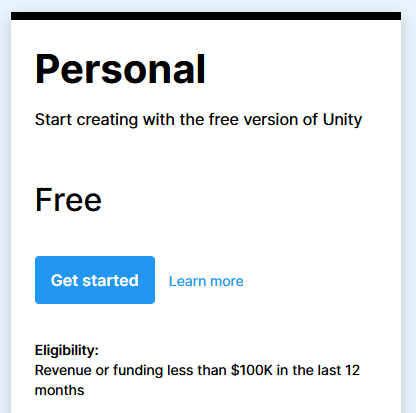 Personal
Start creating with the free version of Unity
Free
Get started
Learn more
Eligibility:
Revenue or funding less than $100K in the last 12
months